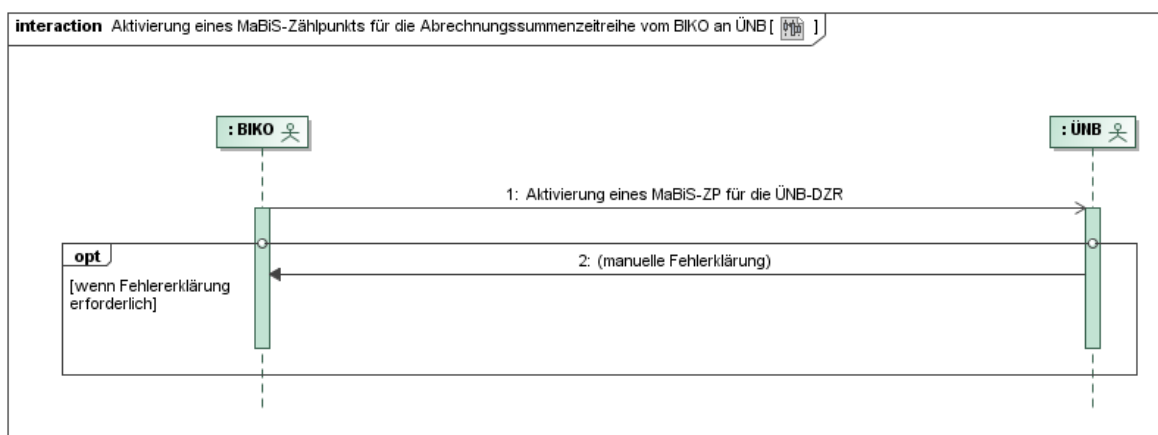 interaction Aktivierung eines MaBiS-Zählpunkts für die Abrechnungssummenzeitreihe vom BIKO an ÜNB [ ]
: BIKO
: ÜNB
1: Aktivierung eines MaBiS-ZP für die ÜNB-DZR
opt
2: (manuelle Fehlerklärung)
[wenn Fehlererklärung
erforderlich]